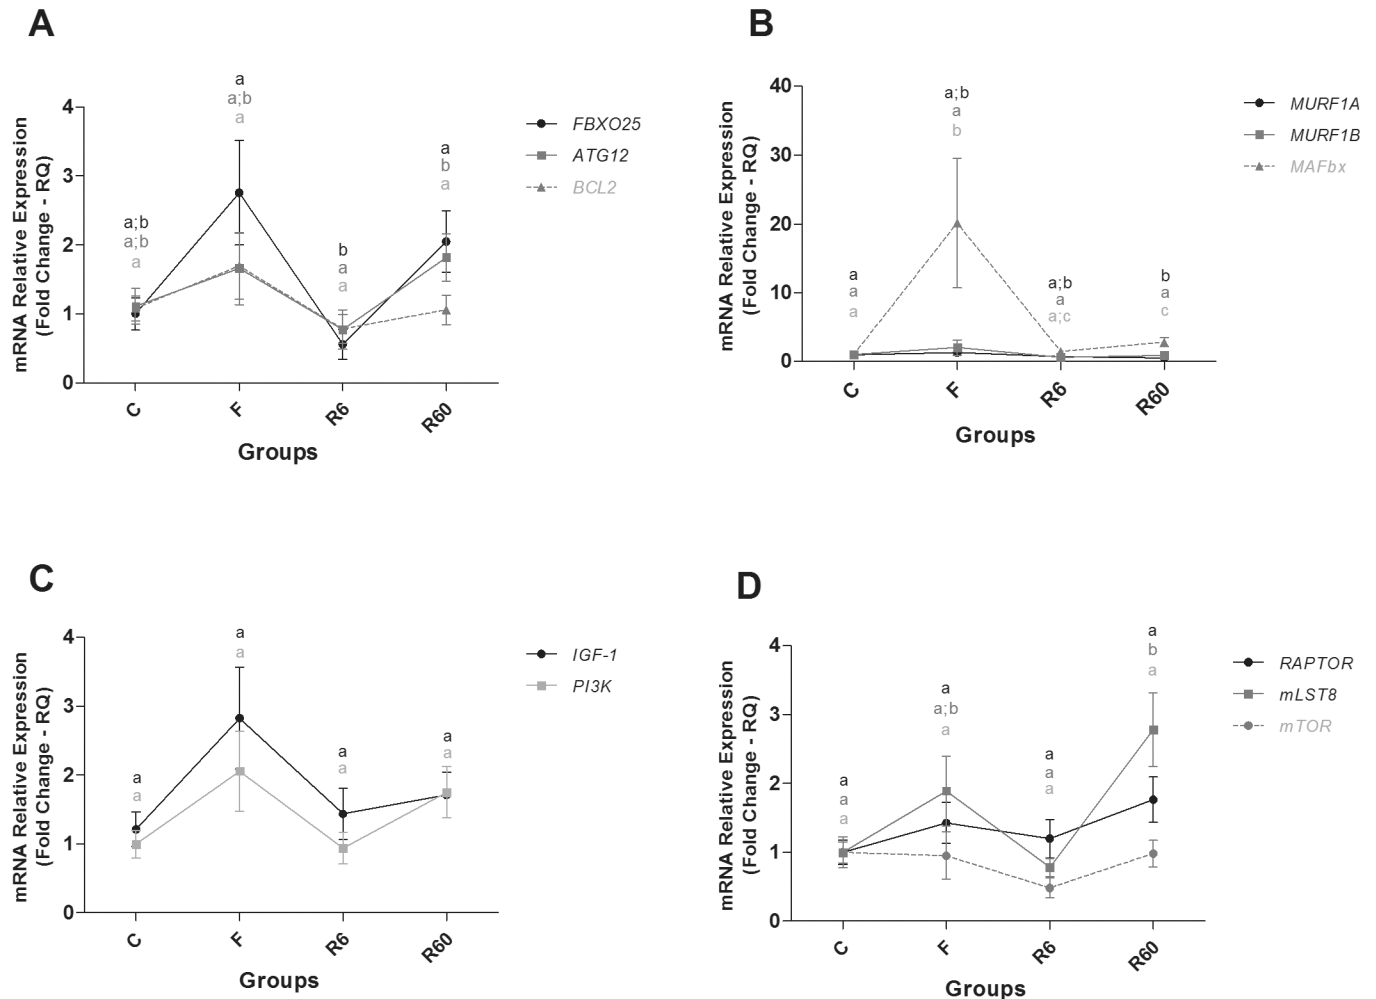 A
mRNA Relative Expression
(Fold Change - RQ)
4
3
2
1
0
a;b
a;b
a
a
a;b
a
b
a
a
a
b
a
C
F
R6
R60
Groups
FBXO25
ATG12
BCL2
B
mRNA Relative Expression
(Fold Change - RQ)
40
30
20
10
0
a
a
a
a;b
a
b
a;b
a
a;c
b
a
c
C
F
R6
R60
Groups
MURF1A
MURF1B
MAFbx
C
mRNA Relative Expression
(Fold Change - RQ)
4
3
2
1
0
a
a
a
a
a
a
a
a
C
F
R6
R60
Groups
IGF-1
PI3K
D
mRNA Relative Expression
(Fold Change - RQ)
4
3
2
1
0
a
a
a
a
a;b
a
a
a
a
a
b
a
C
F
R6
R60
Groups
RAPTOR
mLST8
mTOR